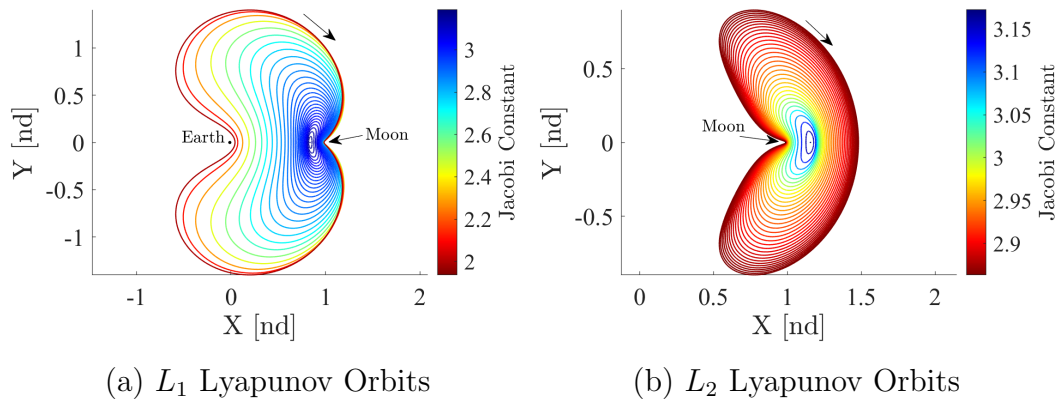 1
0.5
0
-0.5
-1
Y [nd]
Earth
Moon
-1
0
1
2
X [nd]
3
2.8
2.6
2.4
2.2
2
Jacobi Constant
(a) L₁ Lyapunov Orbits
0.5
0
-0.5
Y [nd]
Moon
0
0.5
1
1.5
2
X [nd]
3.15
3.1
3.05
3
2.95
2.9
Jacobi Constant
(b) L₂ Lyapunov Orbits